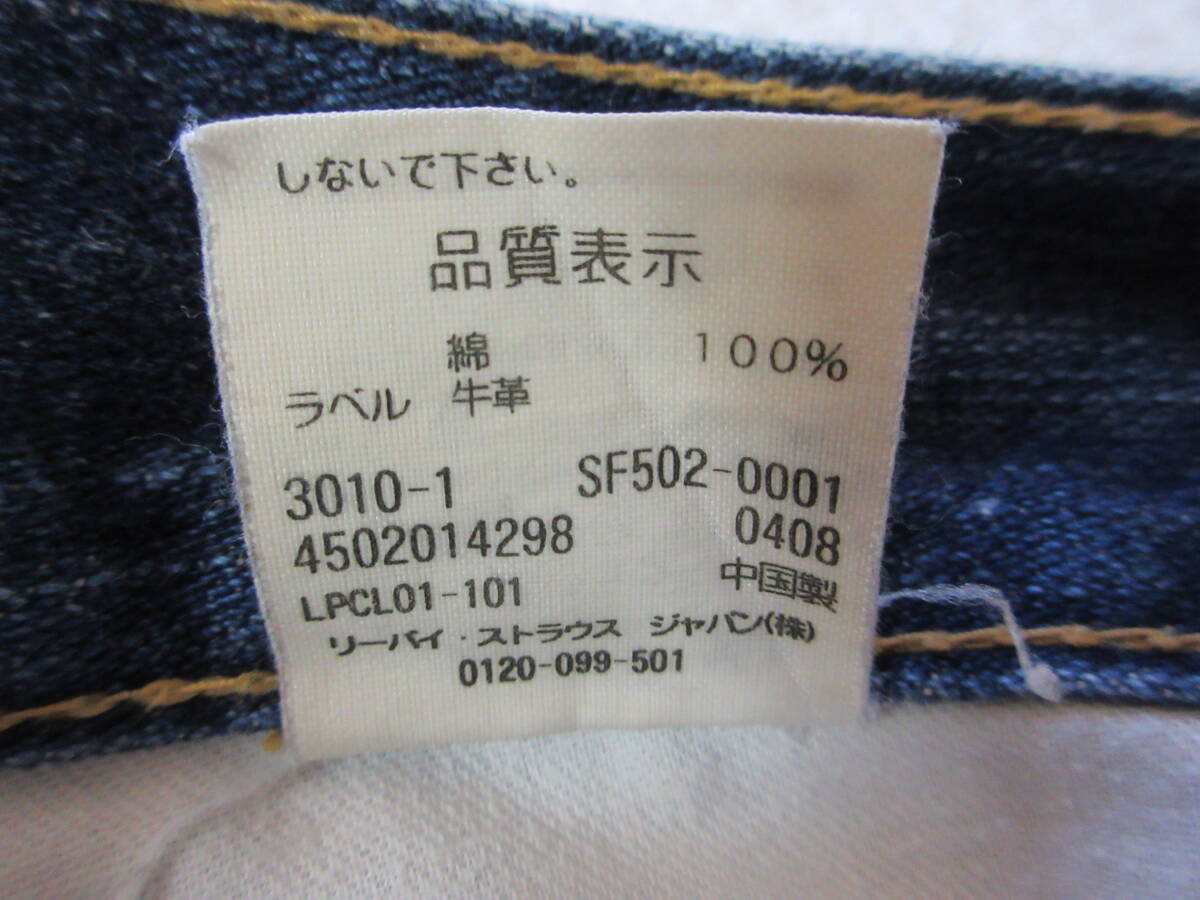 しないで下さい。
品質表示
綿 100%
ラベル 牛革
3010-1 SF502-0001
4502014298 0408
LPCL01-101 中国製
リーバイ・ストラウス ジャパン(株)
0120-099-501